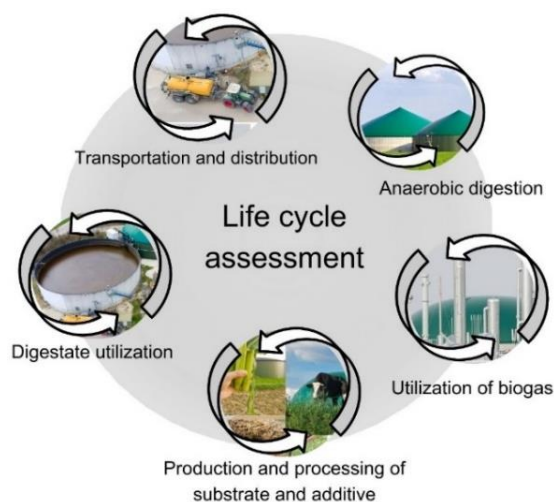 Transportation and distribution
Anaerobic digestion
Life cycle
assessment
Digestate utilization
Utilization of biogas
Production and processing of
substrate and additive